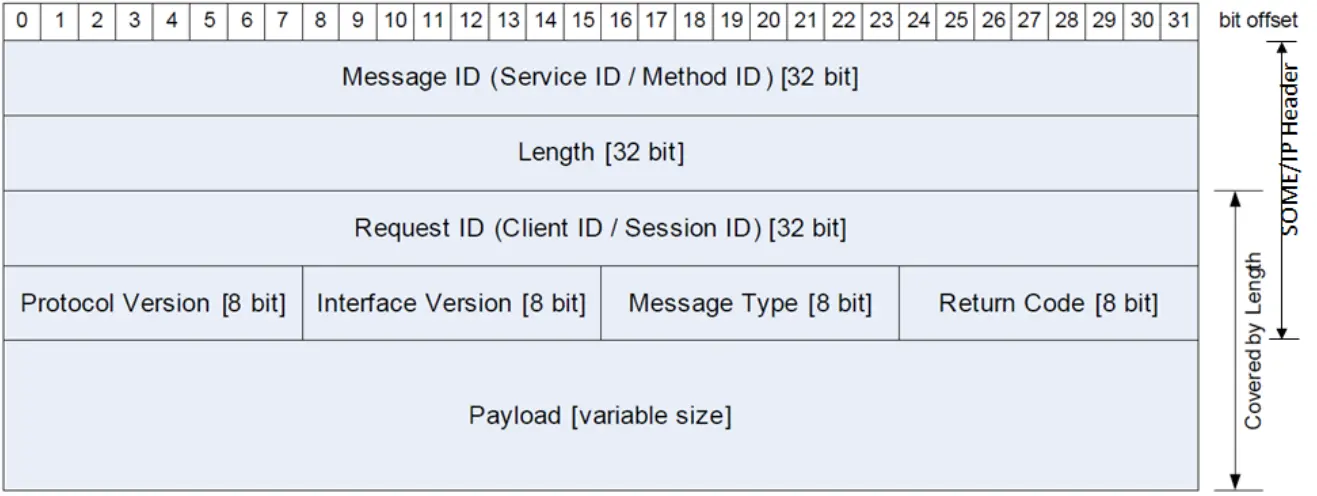 0 1 2 3 4 5 6 7 8 9 10 11 12 13 14 15 16 17 18 19 20 21 22 23 24 25 26 27 28 29 30 31 bit offset
Message ID (Service ID / Method ID) [32 bit]
Length [32 bit]
Request ID (Client ID / Session ID) [32 bit]
Protocol Version [8 bit] Interface Version [8 bit] Message Type [8 bit] Return Code [8 bit]
Payload [variable size]
Covered by Length
SOME/IP Header